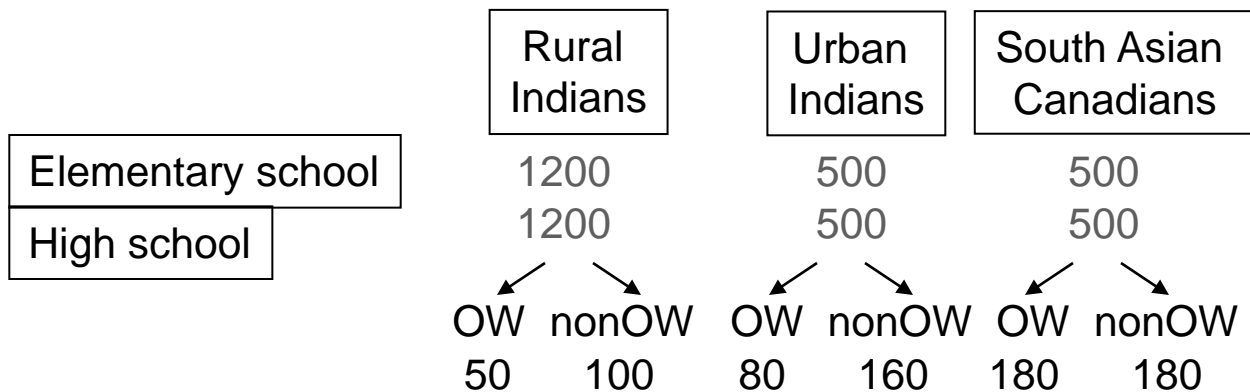 Rural Urban South Asian
Indians Indians Canadians
Elementary school 1200 500 500
High school 1200 500 500
OW nonOW OW nonOW OW nonOW
50 100 80 160 180 180